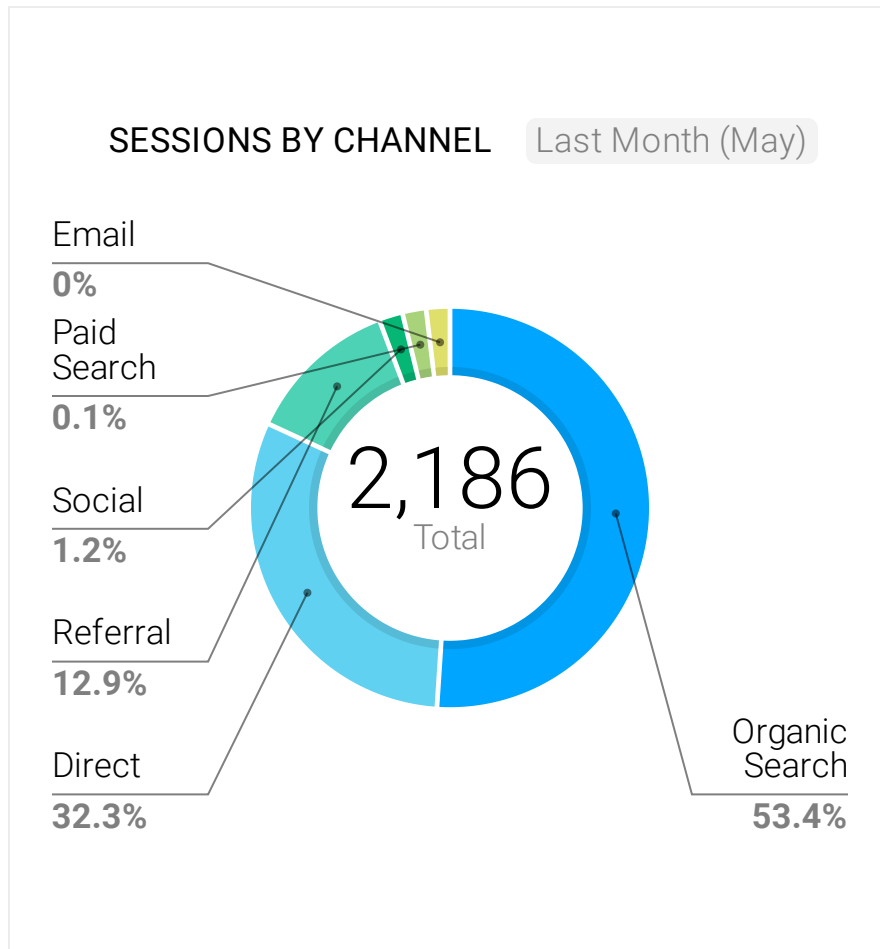 SESSIONS BY CHANNEL Last Month (May)
Email
0%
Paid
Search
0.1%
Social
1.2%
Referral
12.9%
Direct
32.3%
2,186
Total
Organic
Search
53.4%